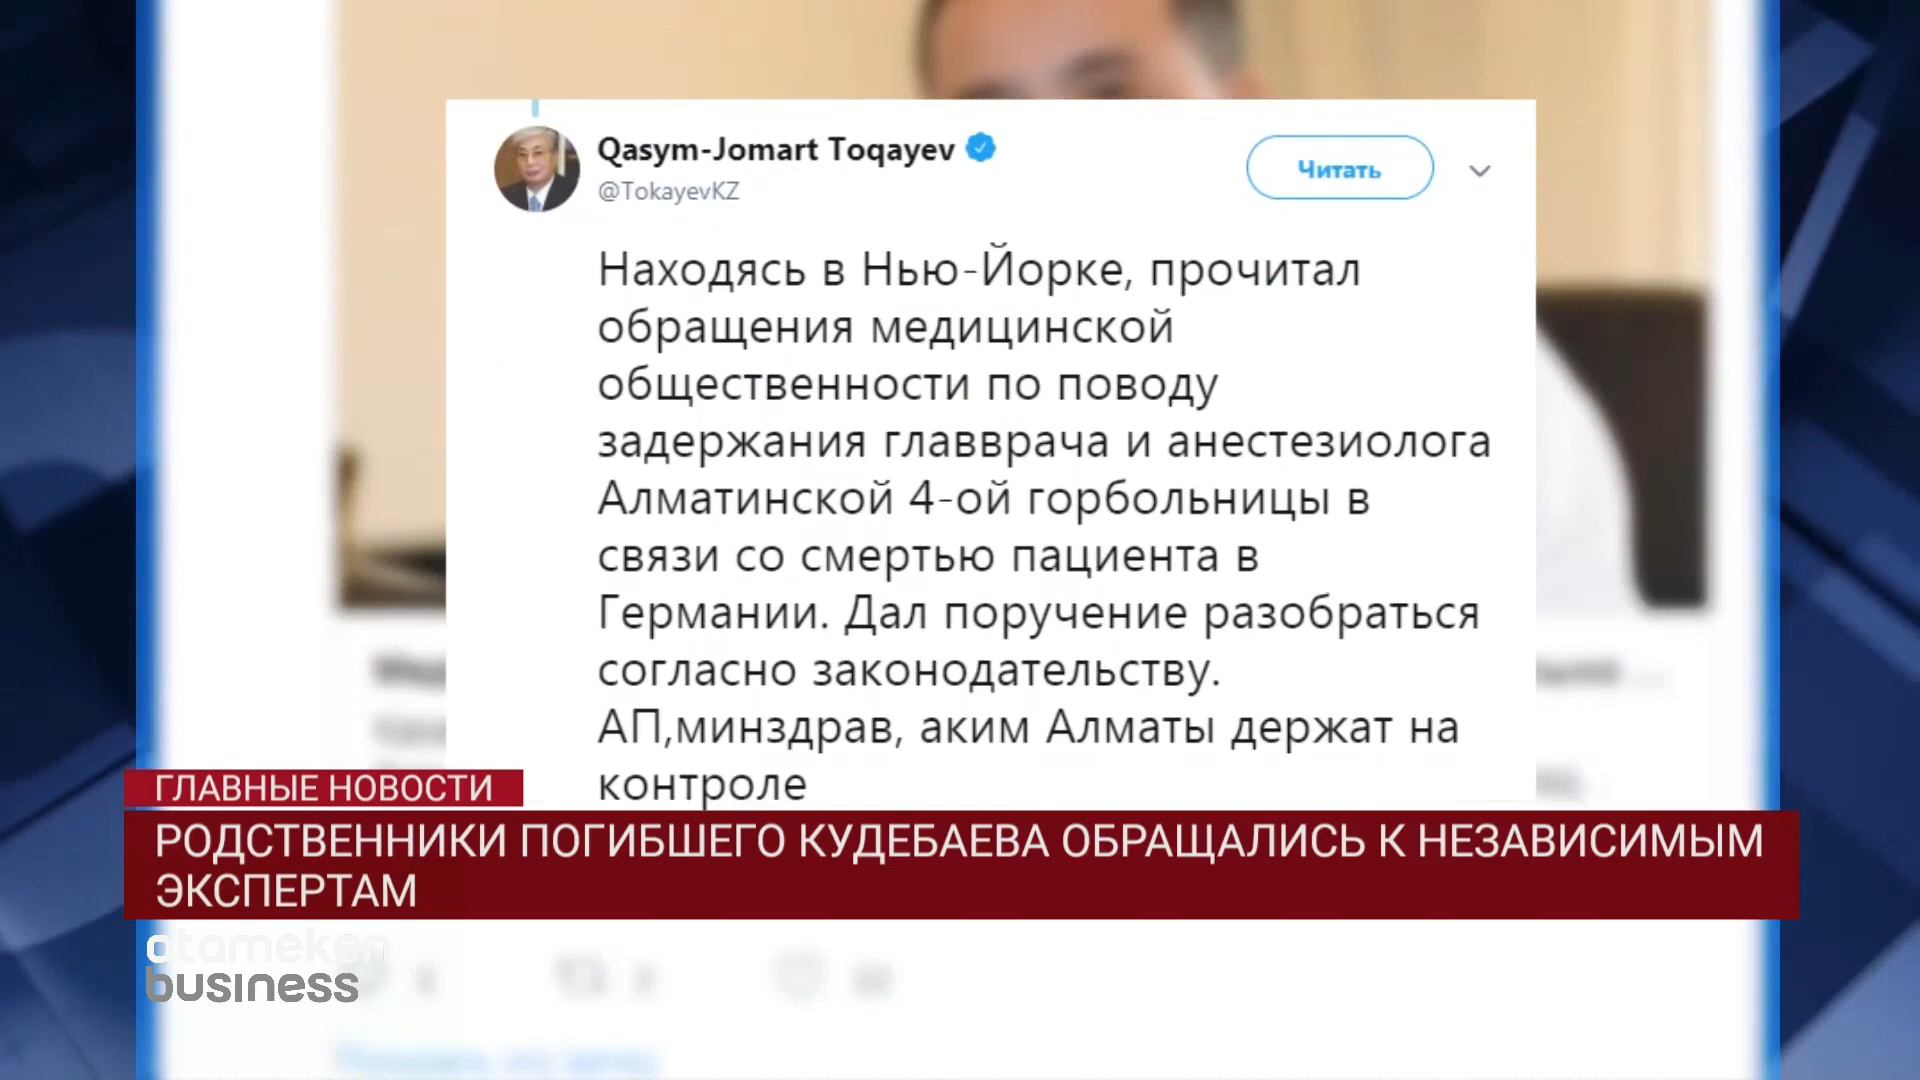 Qasym-Jomart Toqayev
@TokayevKZ
Читать
Находясь в Нью-Йорке, прочитал
обращения медицинской
общественности по поводу
задержания главврача и анестезиолога
Алматинской 4-ой горбольницы в
связи со смертью пациента в
Германии. Дал поручение разобраться
согласно законодательству.
АП,минздрав, аким Алматы держат на
контроле
ГЛАВНЫЕ НОВОСТИ
РОДСТВЕННИКИ ПОГИБШЕГО КУДЕБАЕВА ОБРАЩАЛИСЬ К НЕЗАВИСИМЫМ
ЭКСПЕРТАМ
atameken
business